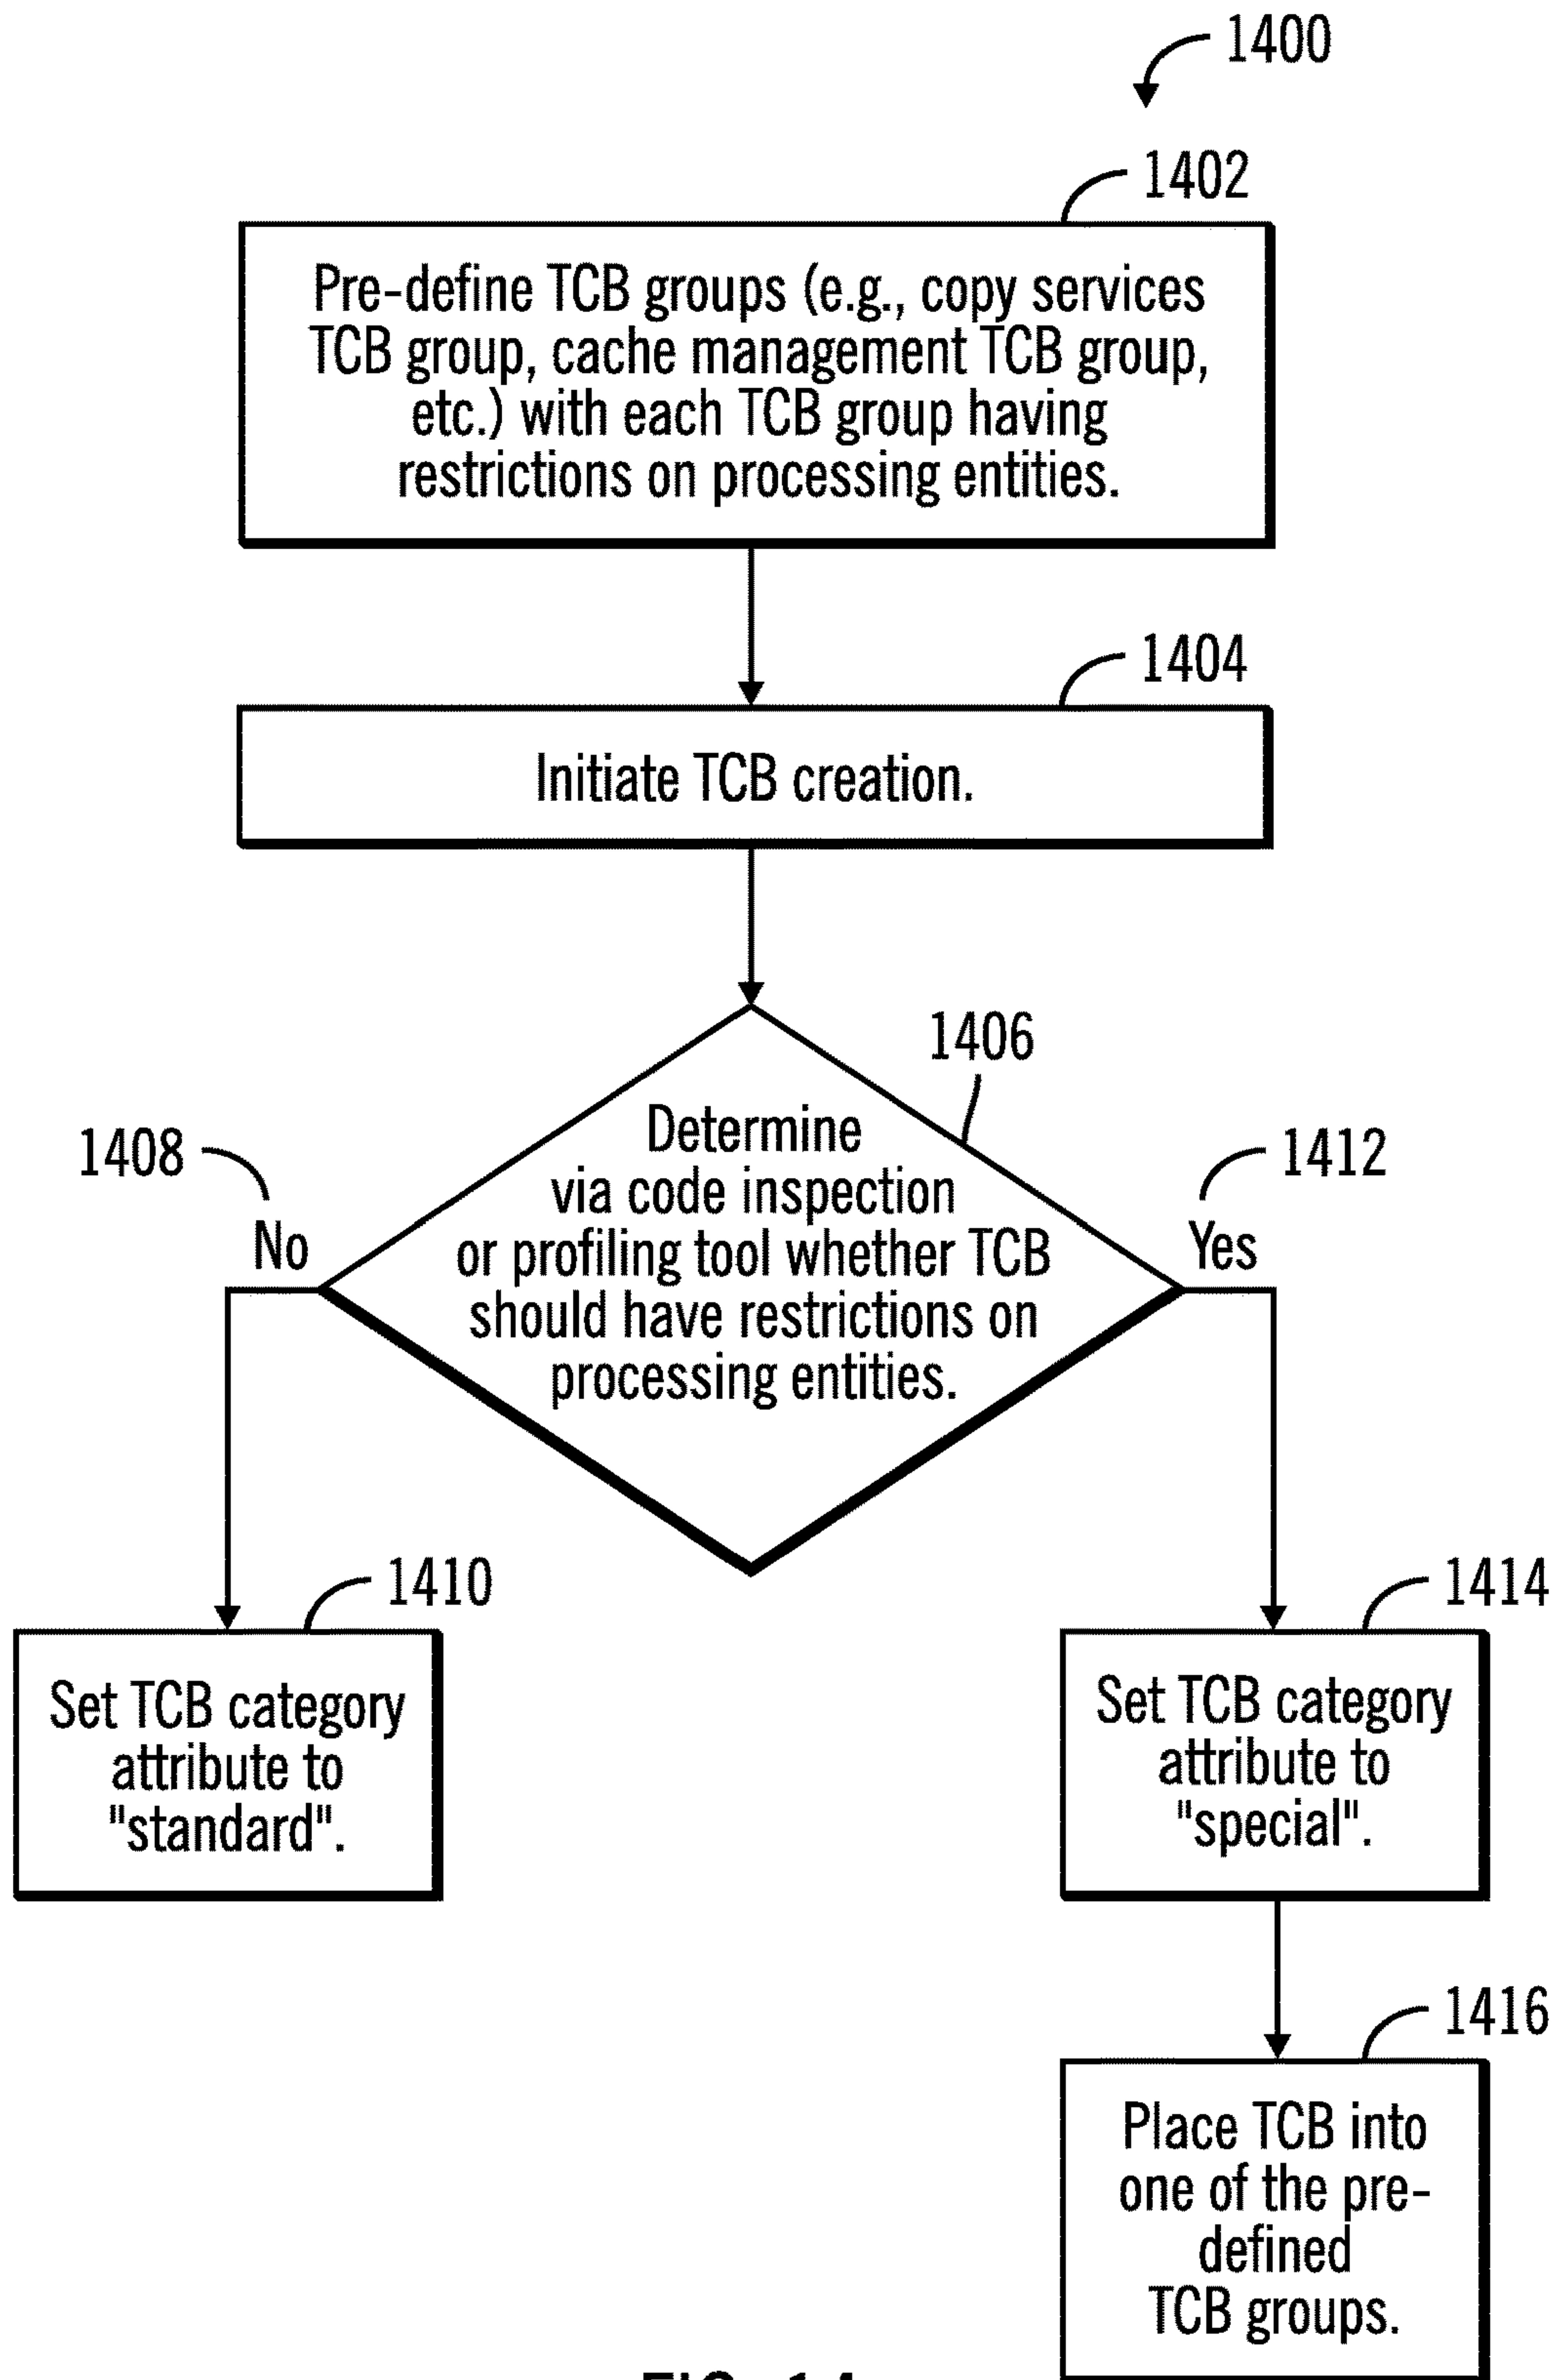 1400
1402
Pre-define TCB groups (e.g., copy services
TCB group, cache management TCB group,
etc.) with each TCB group having
restrictions on processing entities.
1404
Initiate TCB creation.
1406
Determine
via code inspection
or profiling tool whether TCB
should have restrictions on
processing entities.
1408
No
1412
Yes
1410
Set TCB category
attribute to
"standard".
1414
Set TCB category
attribute to
"special".
1416
Place TCB into
one of the pre-
defined
TCB groups.